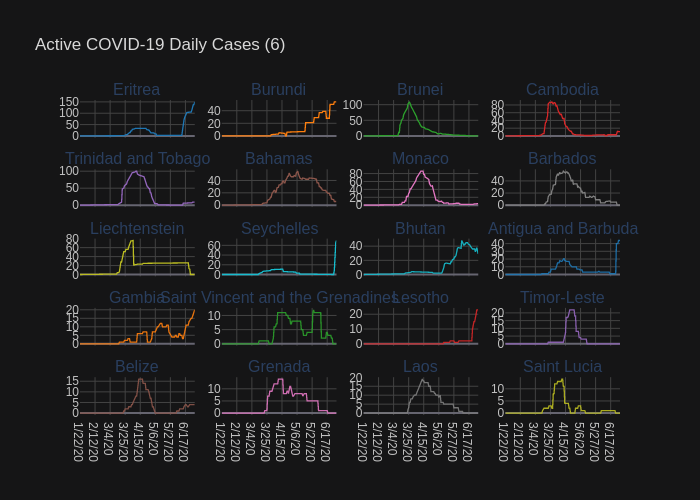 Active COVID-19 Daily Cases (6)
Eritrea Burundi Brunei Cambodia
150 100 50 0
40 20 0
100 50 0
80 60 40 20 0
Trinidad and Tobago Bahamas Monaco Barbados
100 50 0
40 20 0
80 60 40 20 0
40 20 0
Liechtenstein Seychelles Bhutan Antigua and Barbuda
80 60 40 20 0
60 40 20 0
40 20 0
40 30 20 10 0
Gambia Saint Vincent and the Grenadines Lesotho Timor-Leste
20 15 10 5 0
10 5 0
20 10 0
20 15 10 5 0
Belize Grenada Laos Saint Lucia
15 10 5 0
10 5 0
20 15 10 5 0
10 5 0
1/22/20 2/12/20 3/4/20 3/25/20 4/15/20 5/6/20 5/27/20 6/17/20
1/22/20 2/12/20 3/4/20 3/25/20 4/15/20 5/6/20 5/27/20 6/17/20
1/22/20 2/12/20 3/4/20 3/25/20 4/15/20 5/6/20 5/27/20 6/17/20
1/22/20 2/12/20 3/4/20 3/25/20 4/15/20 5/6/20 5/27/20 6/17/20